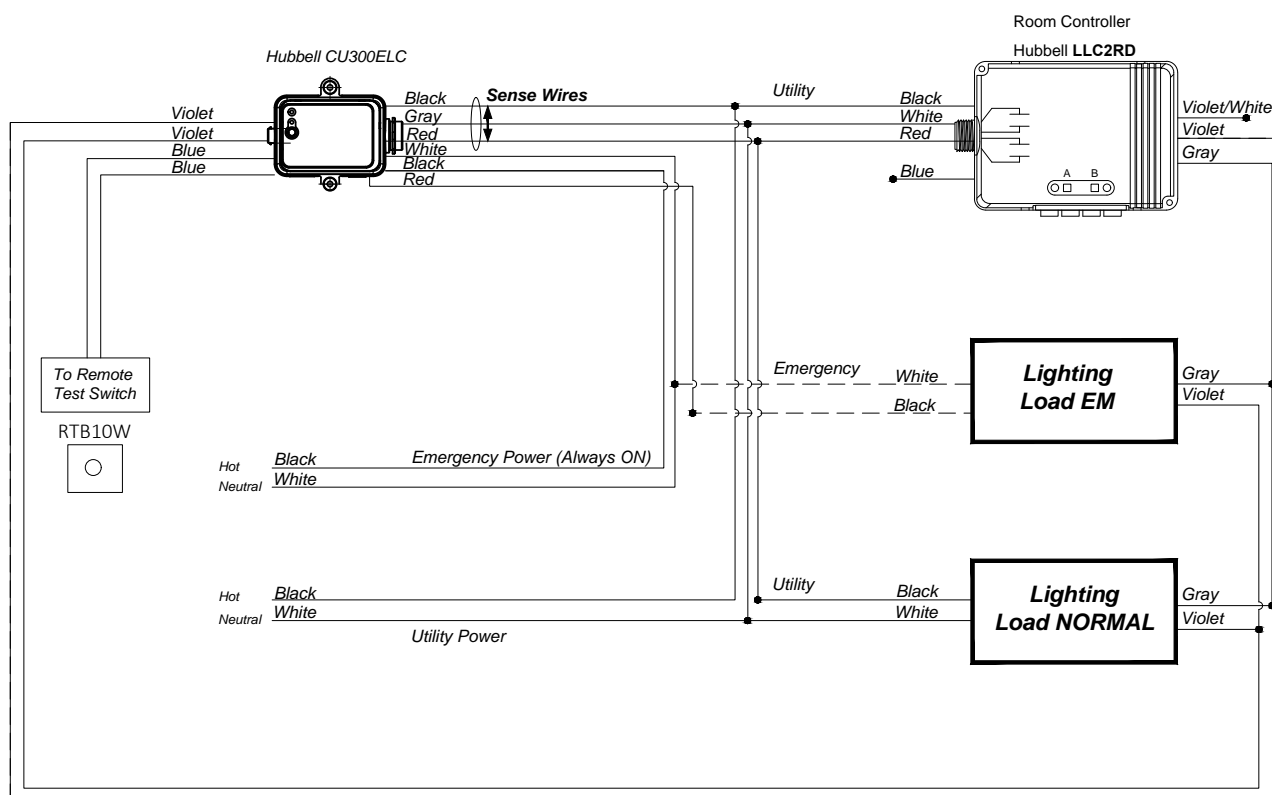 Room Controller
Hubbell LLC2RD
Hubbell CU300ELC
Violet
Violet
Blue
Blue
Black
Gray
Red
White
Black
Red
Sense Wires
Utility
Black
White
Red
Blue
A B
Violet/White
Violet
Gray
To Remote
Test Switch
RTB10W
Emergency
White
Black
Lighting
Load EM
Gray
Violet
Hot
Black
Emergency Power (Always ON)
Neutral
White
Hot
Black
Neutral
White
Utility Power
Utility
Black
White
Lighting
Load NORMAL
Gray
Violet